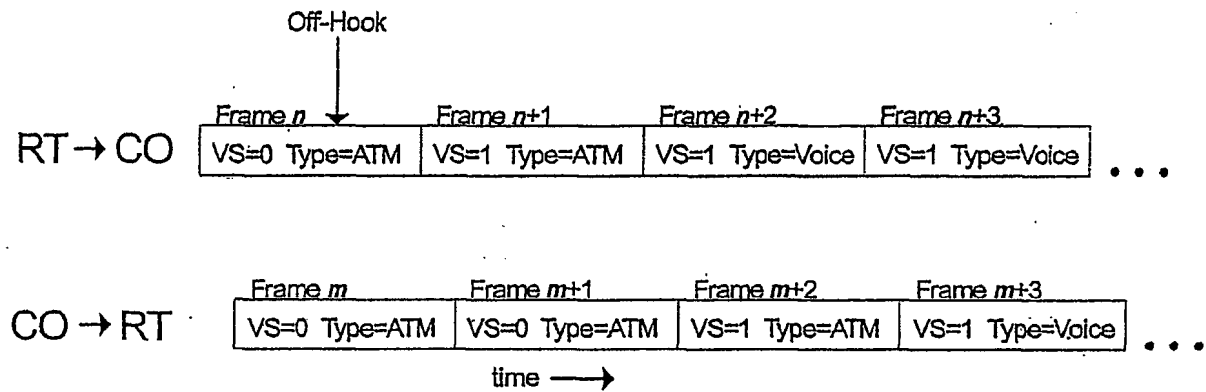 Off-Hook
Frame n Frame n+1 Frame n+2 Frame n+3
RT → CO VS=0 Type=ATM VS=1 Type=ATM VS=1 Type=Voice VS=1 Type=Voice ...
Frame m Frame m+1 Frame m+2 Frame m+3
CO → RT VS=0 Type=ATM VS=0 Type=ATM VS=1 Type=ATM VS=1 Type=Voice ...
time →